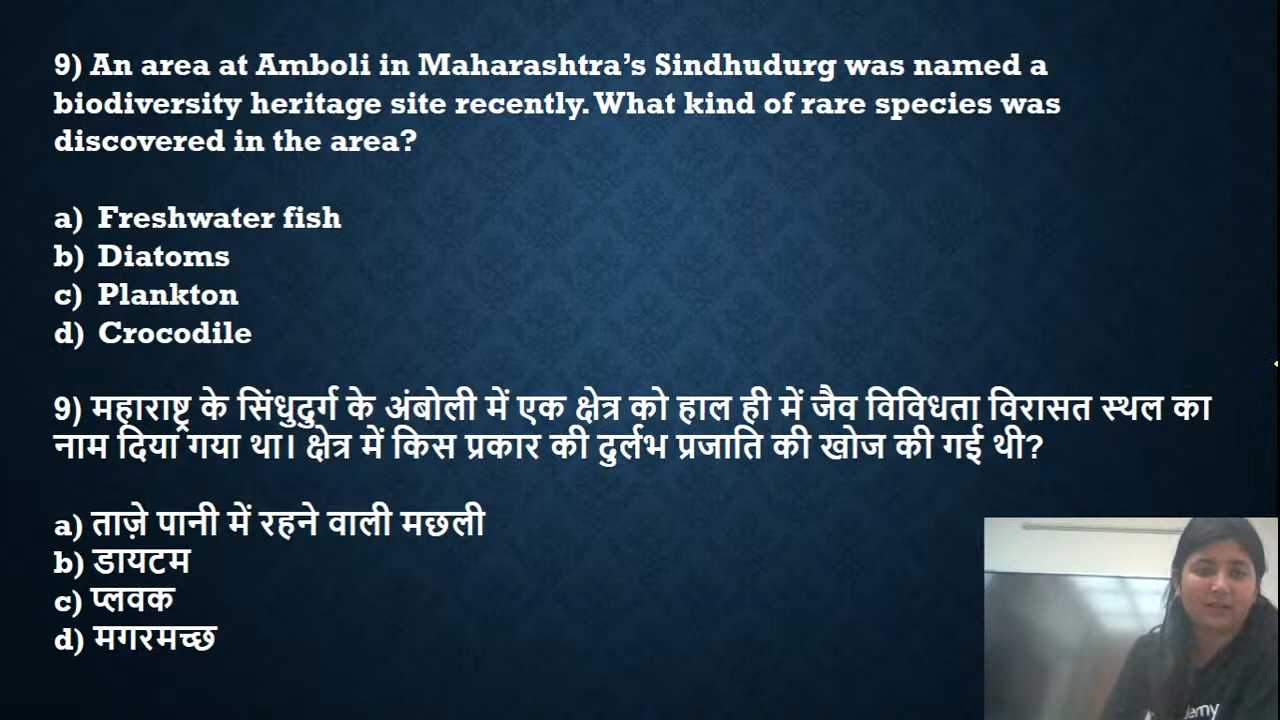 9) An area at Amboli in Maharashtra’s Sindhudurg was named a
biodiversity heritage site recently. What kind of rare species was
discovered in the area?
a) Freshwater fish
b) Diatoms
c) Plankton
d) Crocodile
9) महाराष्ट्र के सिंधुदुर्ग के अंबोली में एक क्षेत्र को हाल ही में जैव विविधता विरासत स्थल का
नाम दिया गया था। क्षेत्र में किस प्रकार की दुर्लभ प्रजाति की खोज की गई थी?
a) ताज़े पानी में रहने वाली मछली
b) डायटम
c) प्लवक
d) मगरमच्छ